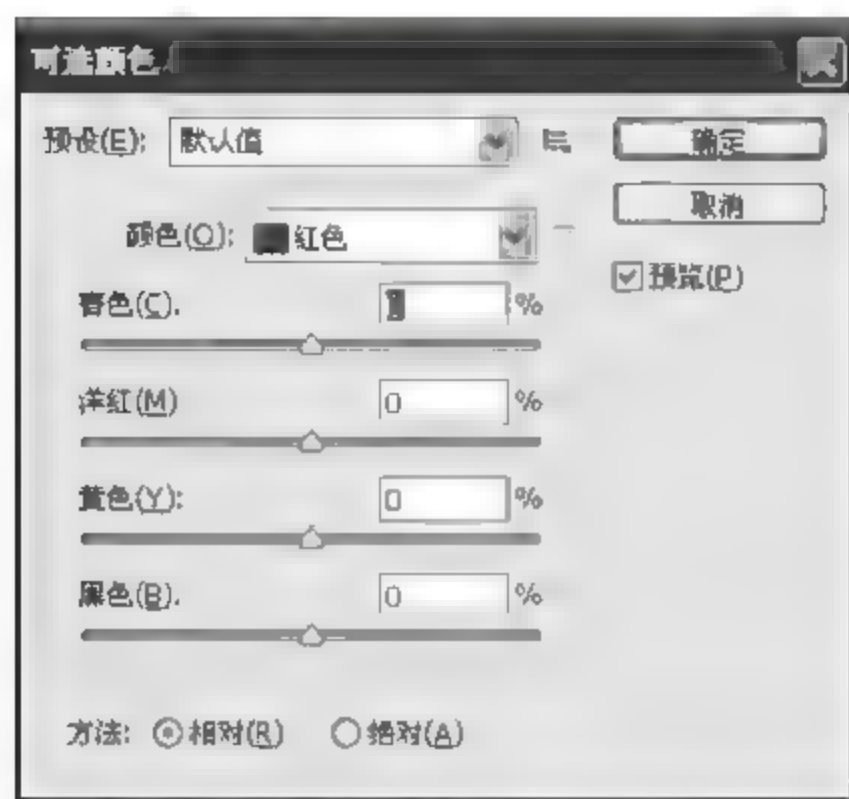 可选颜色
预设(E): 默认值
确定
取消
颜色(O): 红色
预览(P)
青色(C). %
洋红(M) 0 %
黄色(Y): 0 %
黑色(B). 0 %
方法: 相对(R) 绝对(A)